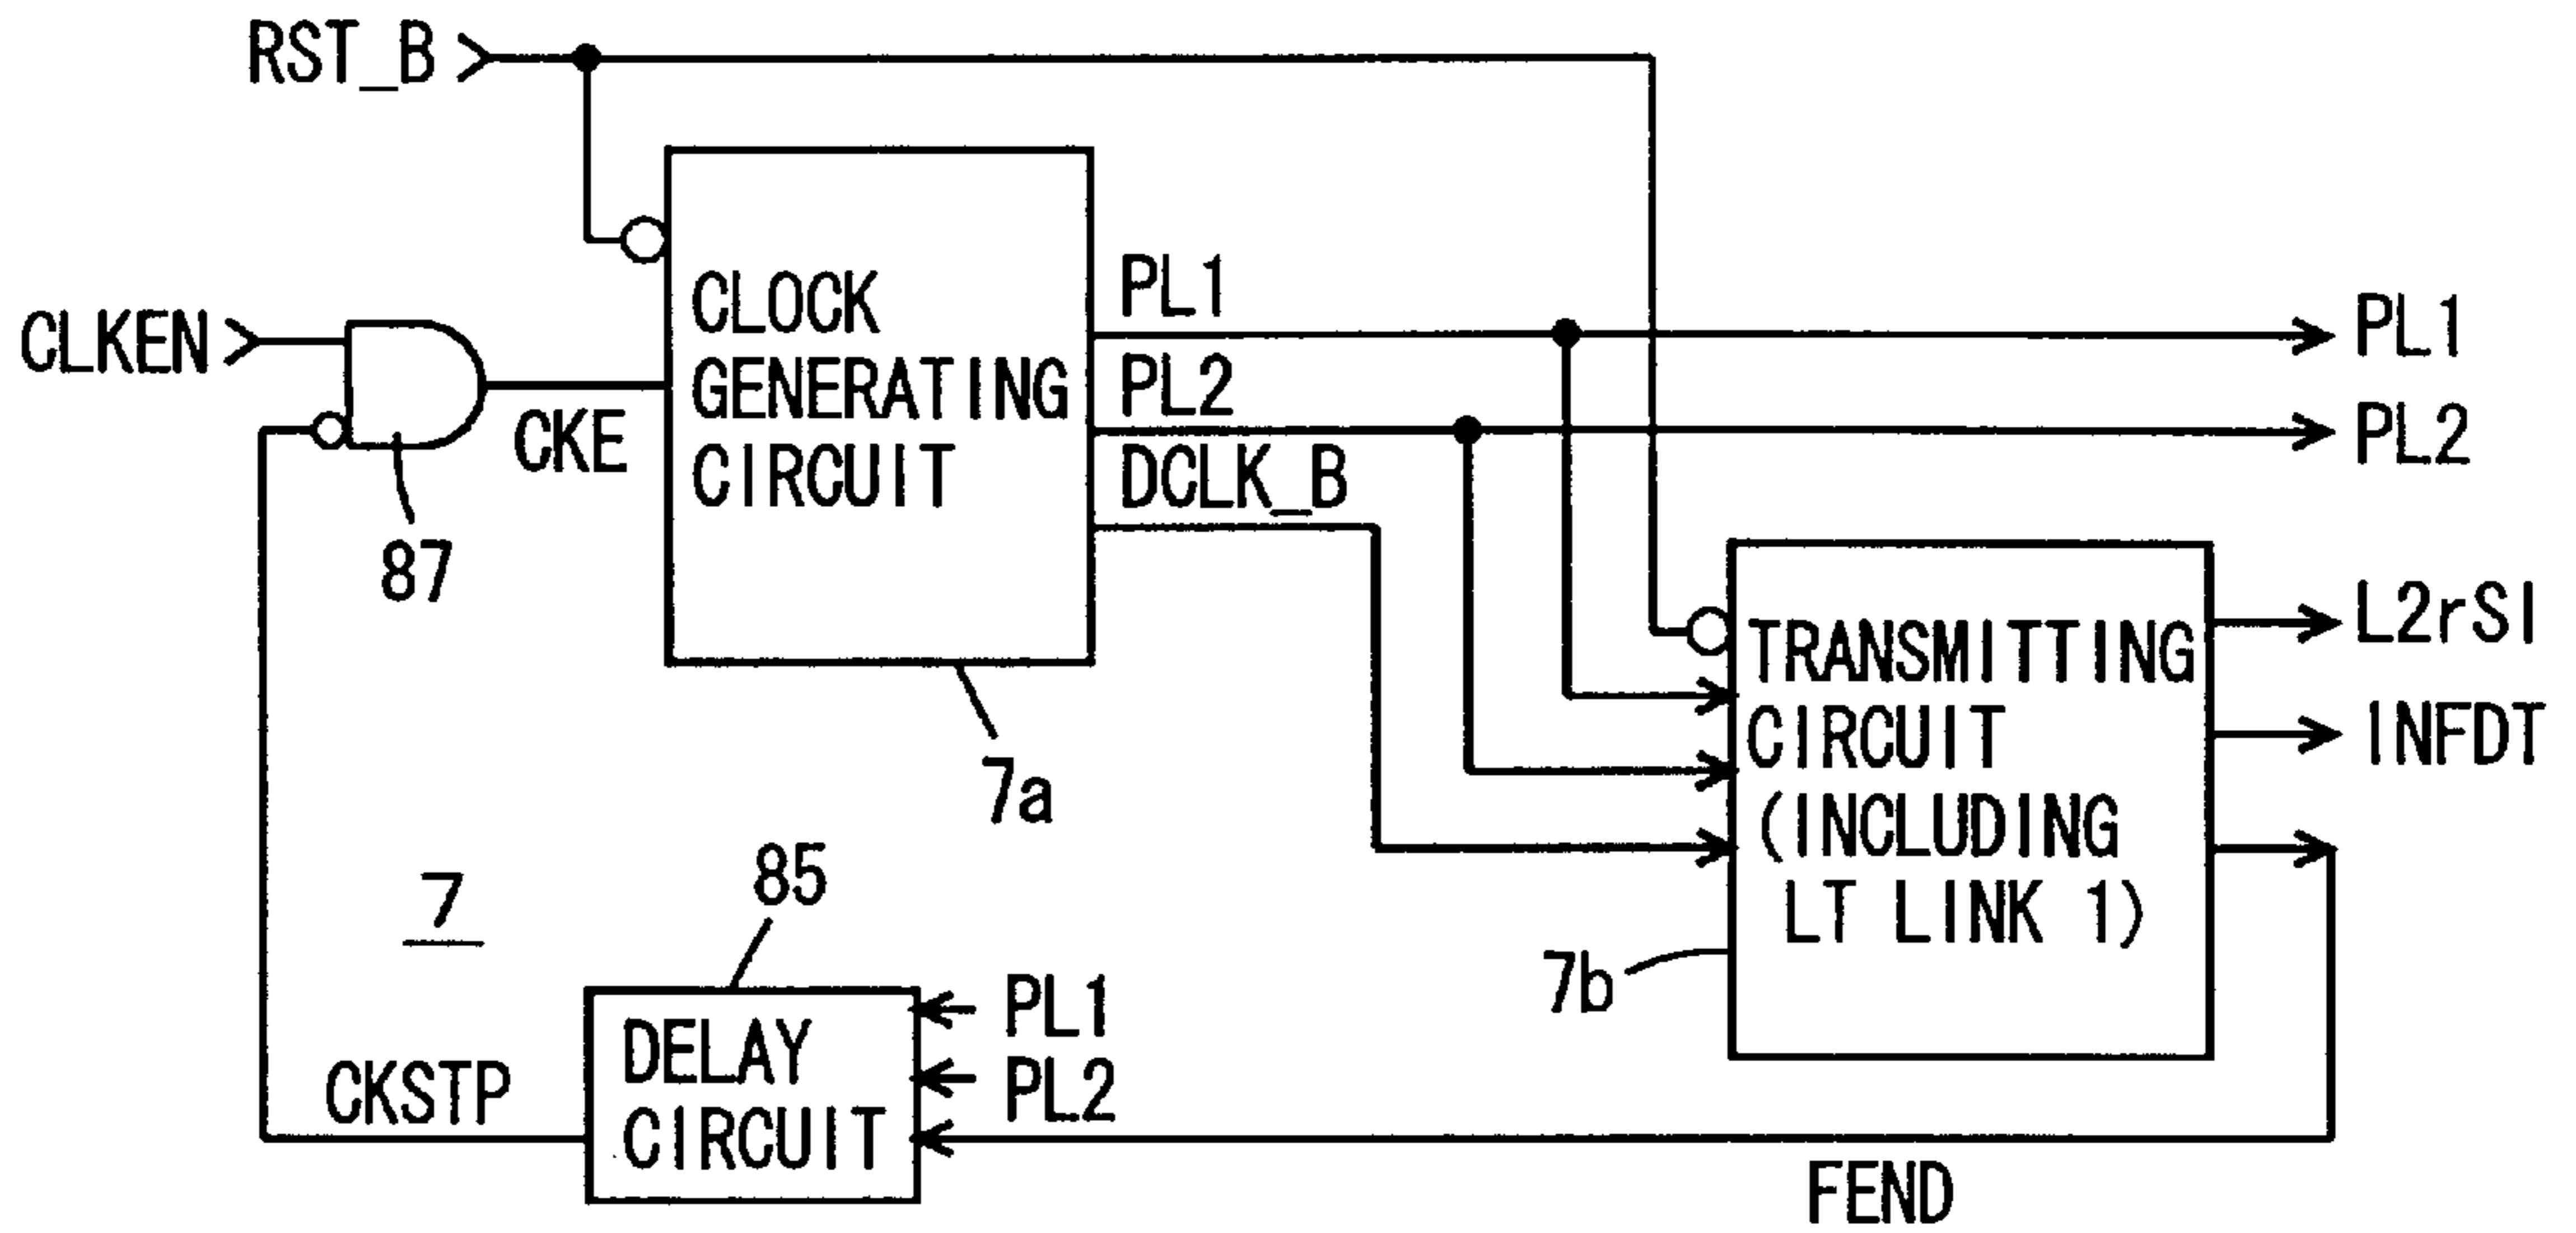 RST_B
CLKEN
CKE
87
CLOCK
GENERATING
CIRCUIT
7a
PL1
PL2
DCLK_B
PL1
PL2
TRANSMITTING
CIRCUIT
(INCLUDING
LT LINK 1)
7b
L2rSI
INFDT
7
85
DELAY
CIRCUIT
PL1
PL2
CKSTP
FEND